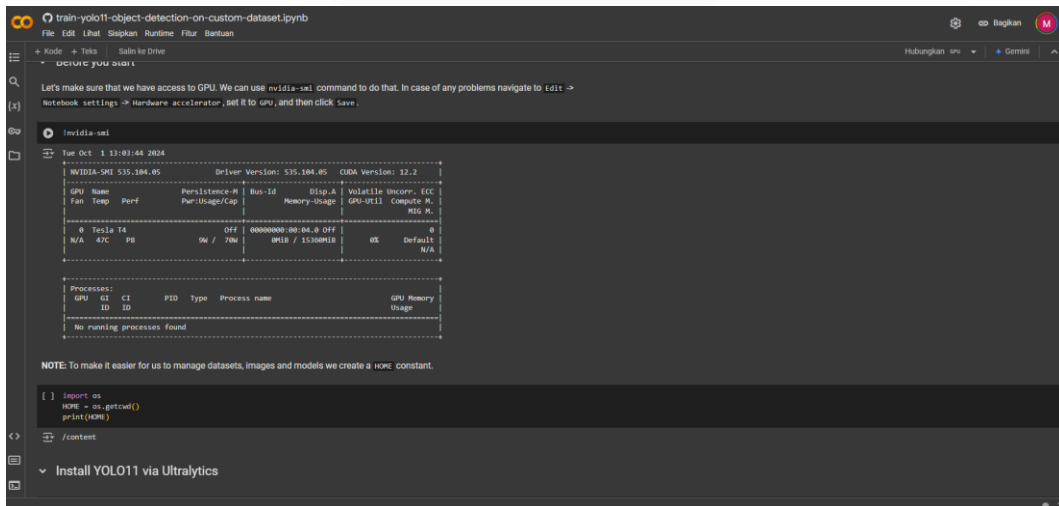 train-yolo11-object-detection-on-custom-dataset.ipynb
File Edit Lihat Sisipkan Runtime Fitur Bantuan
Bagikan
M
+ Kode + Teks Salin ke Drive
Hubungkan GPU
Gemini
Before you start
Let's make sure that we have access to GPU. We can use nvidia-smi command to do that. In case of any problems navigate to Edit ->
Notebook settings -> Hardware accelerator, set it to GPU, and then click Save.
{x}
!nvidia-smi
Tue Oct 1 13:03:44 2024
| NVIDIA-SMI 535.104.05 Driver Version: 535.104.05 CUDA Version: 12.2 |
| GPU Name Persistence-M | Bus-Id Disp.A | Volatile Uncorr. ECC |
| Fan Temp Perf Pwr:Usage/Cap | Memory-Usage | GPU-Util Compute M. |
| | | MIG M. |
| 0 Tesla T4 Off | 00000000:00:04.0 Off | 0 |
| N/A 47C P8 9W / 70W | 0MiB / 15360MiB | 0% Default |
| | | N/A |
| Processes: |
| GPU GI CI PID Type Process name GPU Memory |
| ID ID Usage |
| No running processes found |
NOTE: To make it easier for us to manage datasets, images and models we create a HOME constant.
[ ] import os
HOME = os.getcwd()
print(HOME)
/content
Install YOLO11 via Ultralytics